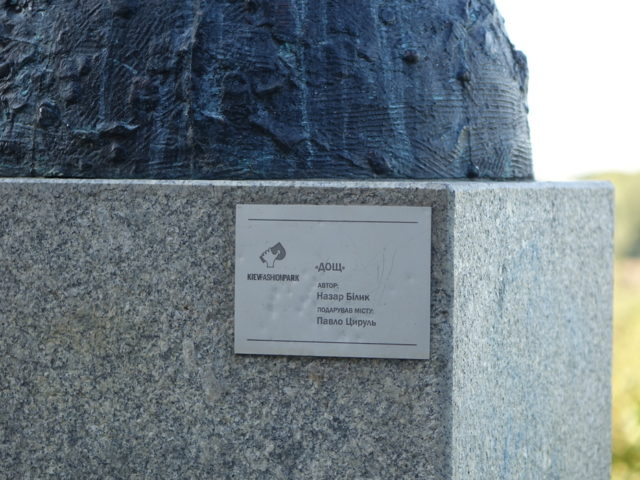 KIEVFASHIONPARK
«ДОЩ»
АВТОР:
Назар Білик
ПОДАРУВАВ МІСТУ:
Павло Цируль